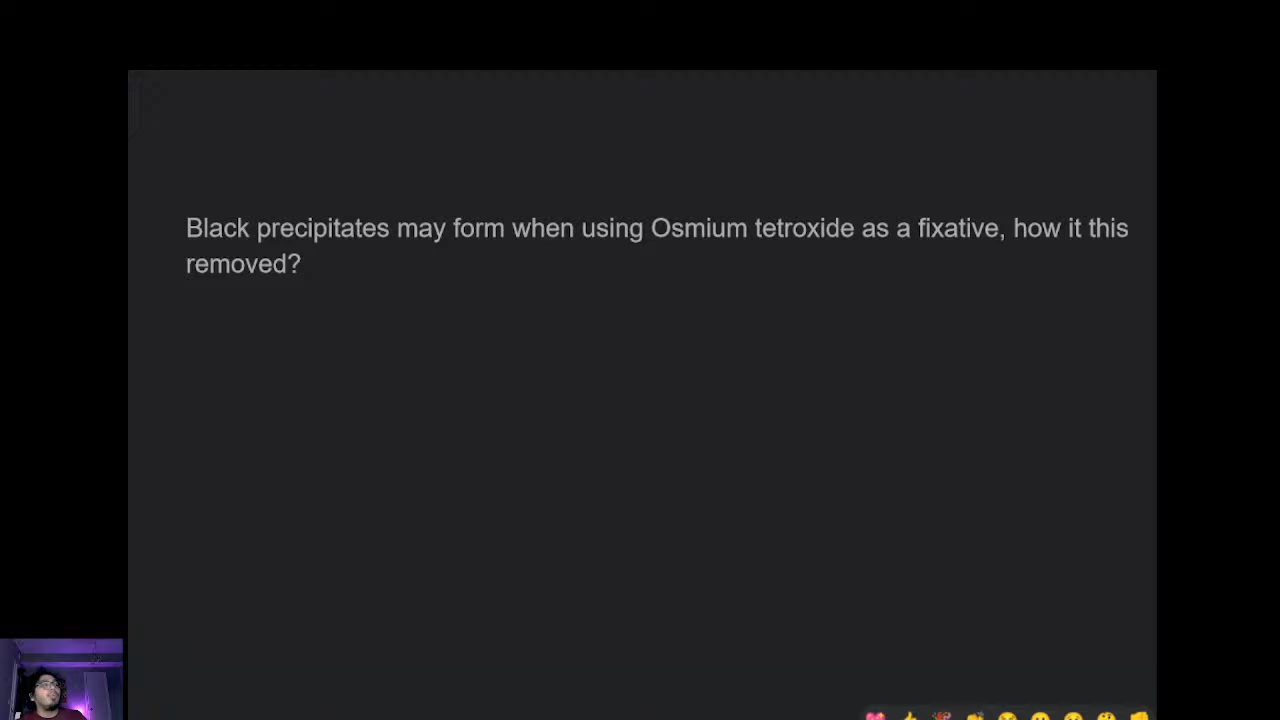 Black precipitates may form when using Osmium tetroxide as a fixative, how it this
removed?